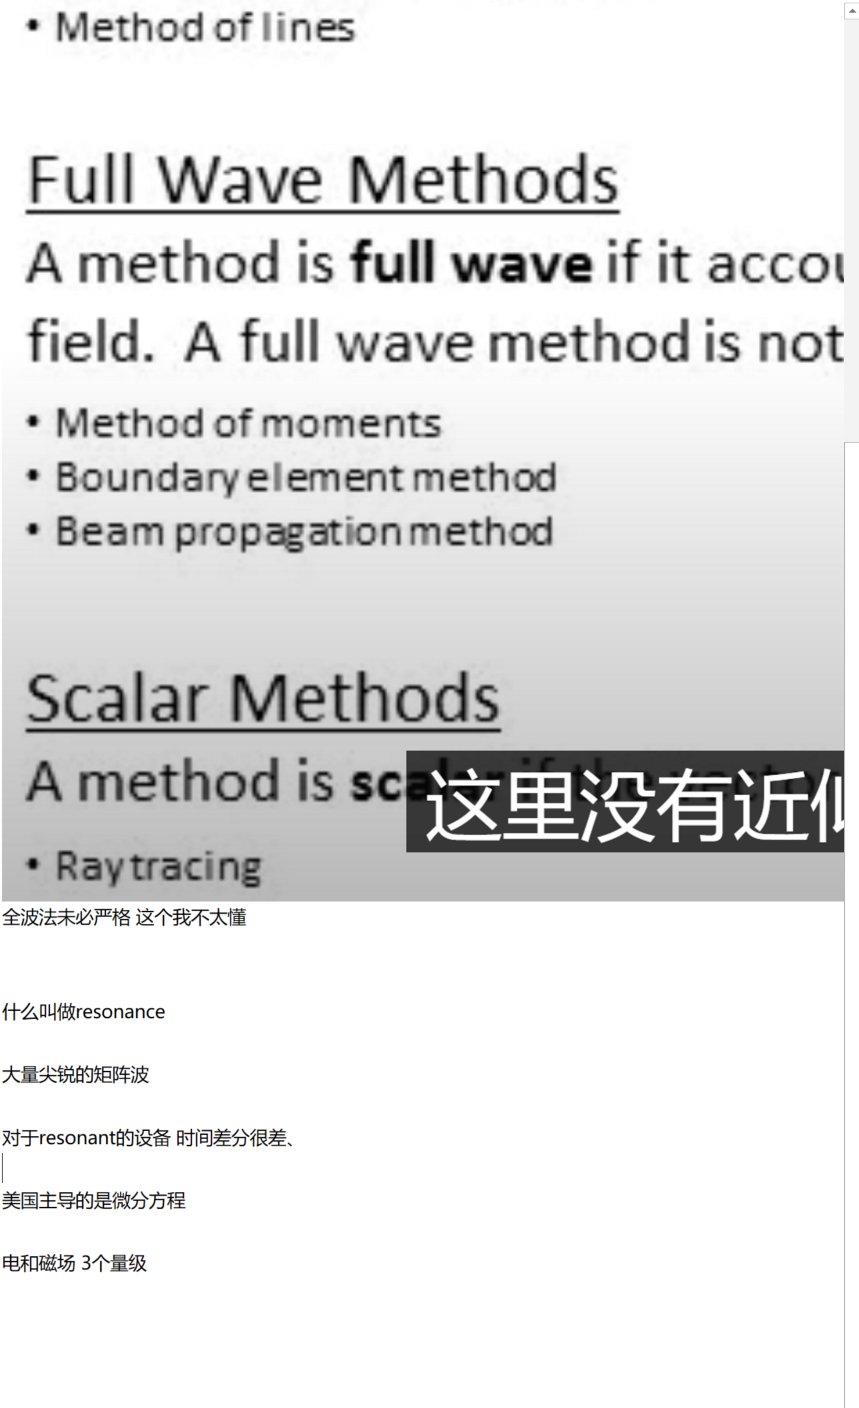 • Method of lines
Full Wave Methods
A method is full wave if it
field. A full wave method is not
• Method of moments
• Boundary element method
• Beam propagation method
Scalar Methods
A method is
这里没有近
• Ray tracing
全波法未必严格 这个我不太懂
什么叫做resonance
大量尖锐的矩阵波
对于resonant的设备 时间差分很差、
美国主导的是微分方程
电和磁场 3个量级